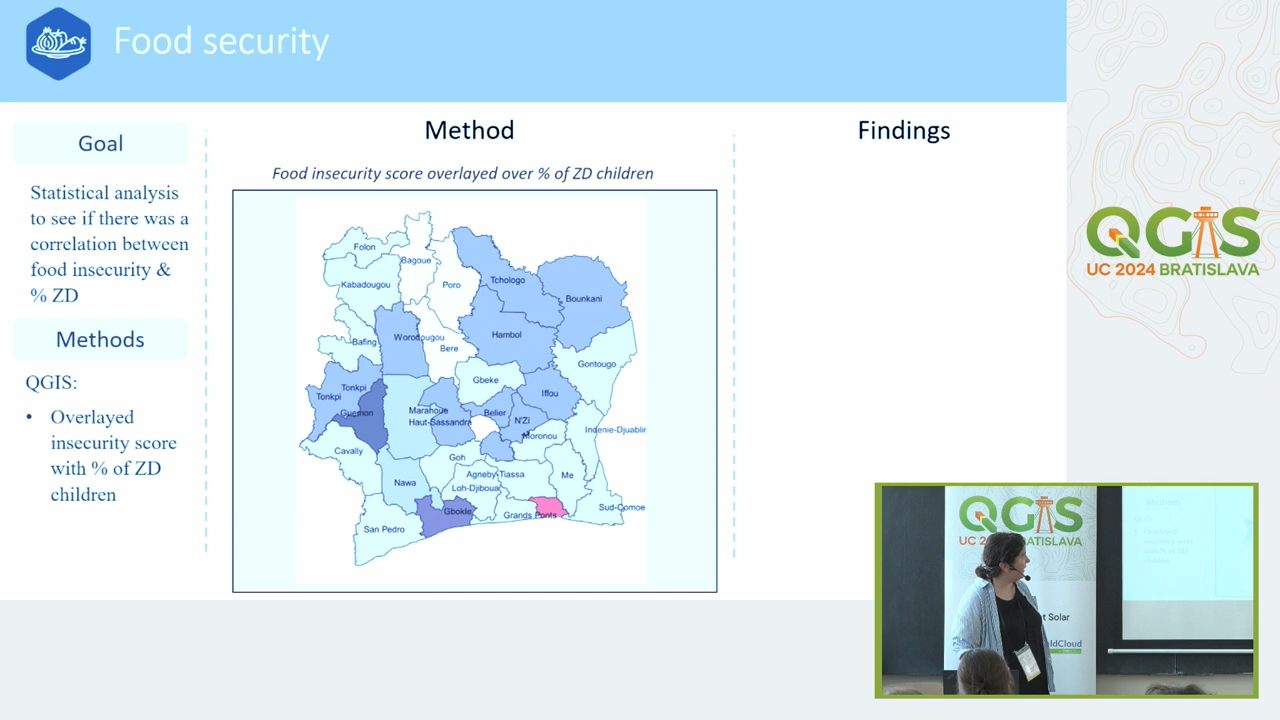 Food security
Goal
Statistical analysis
to see if there was a
correlation between
food insecurity &
% ZD
Methods
QGIS:
• Overlayed
insecurity score
with % of ZD
children
Method
Food insecurity score overlayed over % of ZD children
Folon
Bagoue
Kabadougou
Poro
Tchologo
Bounkani
Bafing
Worodougou
Bere
Hambol
Gontougo
Tonkpi
Tonkpi
Gbeke
Iffou
Guemon
Marahoue
Haut-Sassandra
Belier
N'Zi
Moronou
Indenie-Djuablin
Cavally
Goh
Nawa
Agneby-Tiassa
Me
Loh-Djiboua
Gbokle
Grands Ponts
Sud-Comoe
San Pedro
Findings
QGIS
UC 2024 BRATISLAVA
QGIS
UC 2 ATISLAVA
t Solar
ldCloud